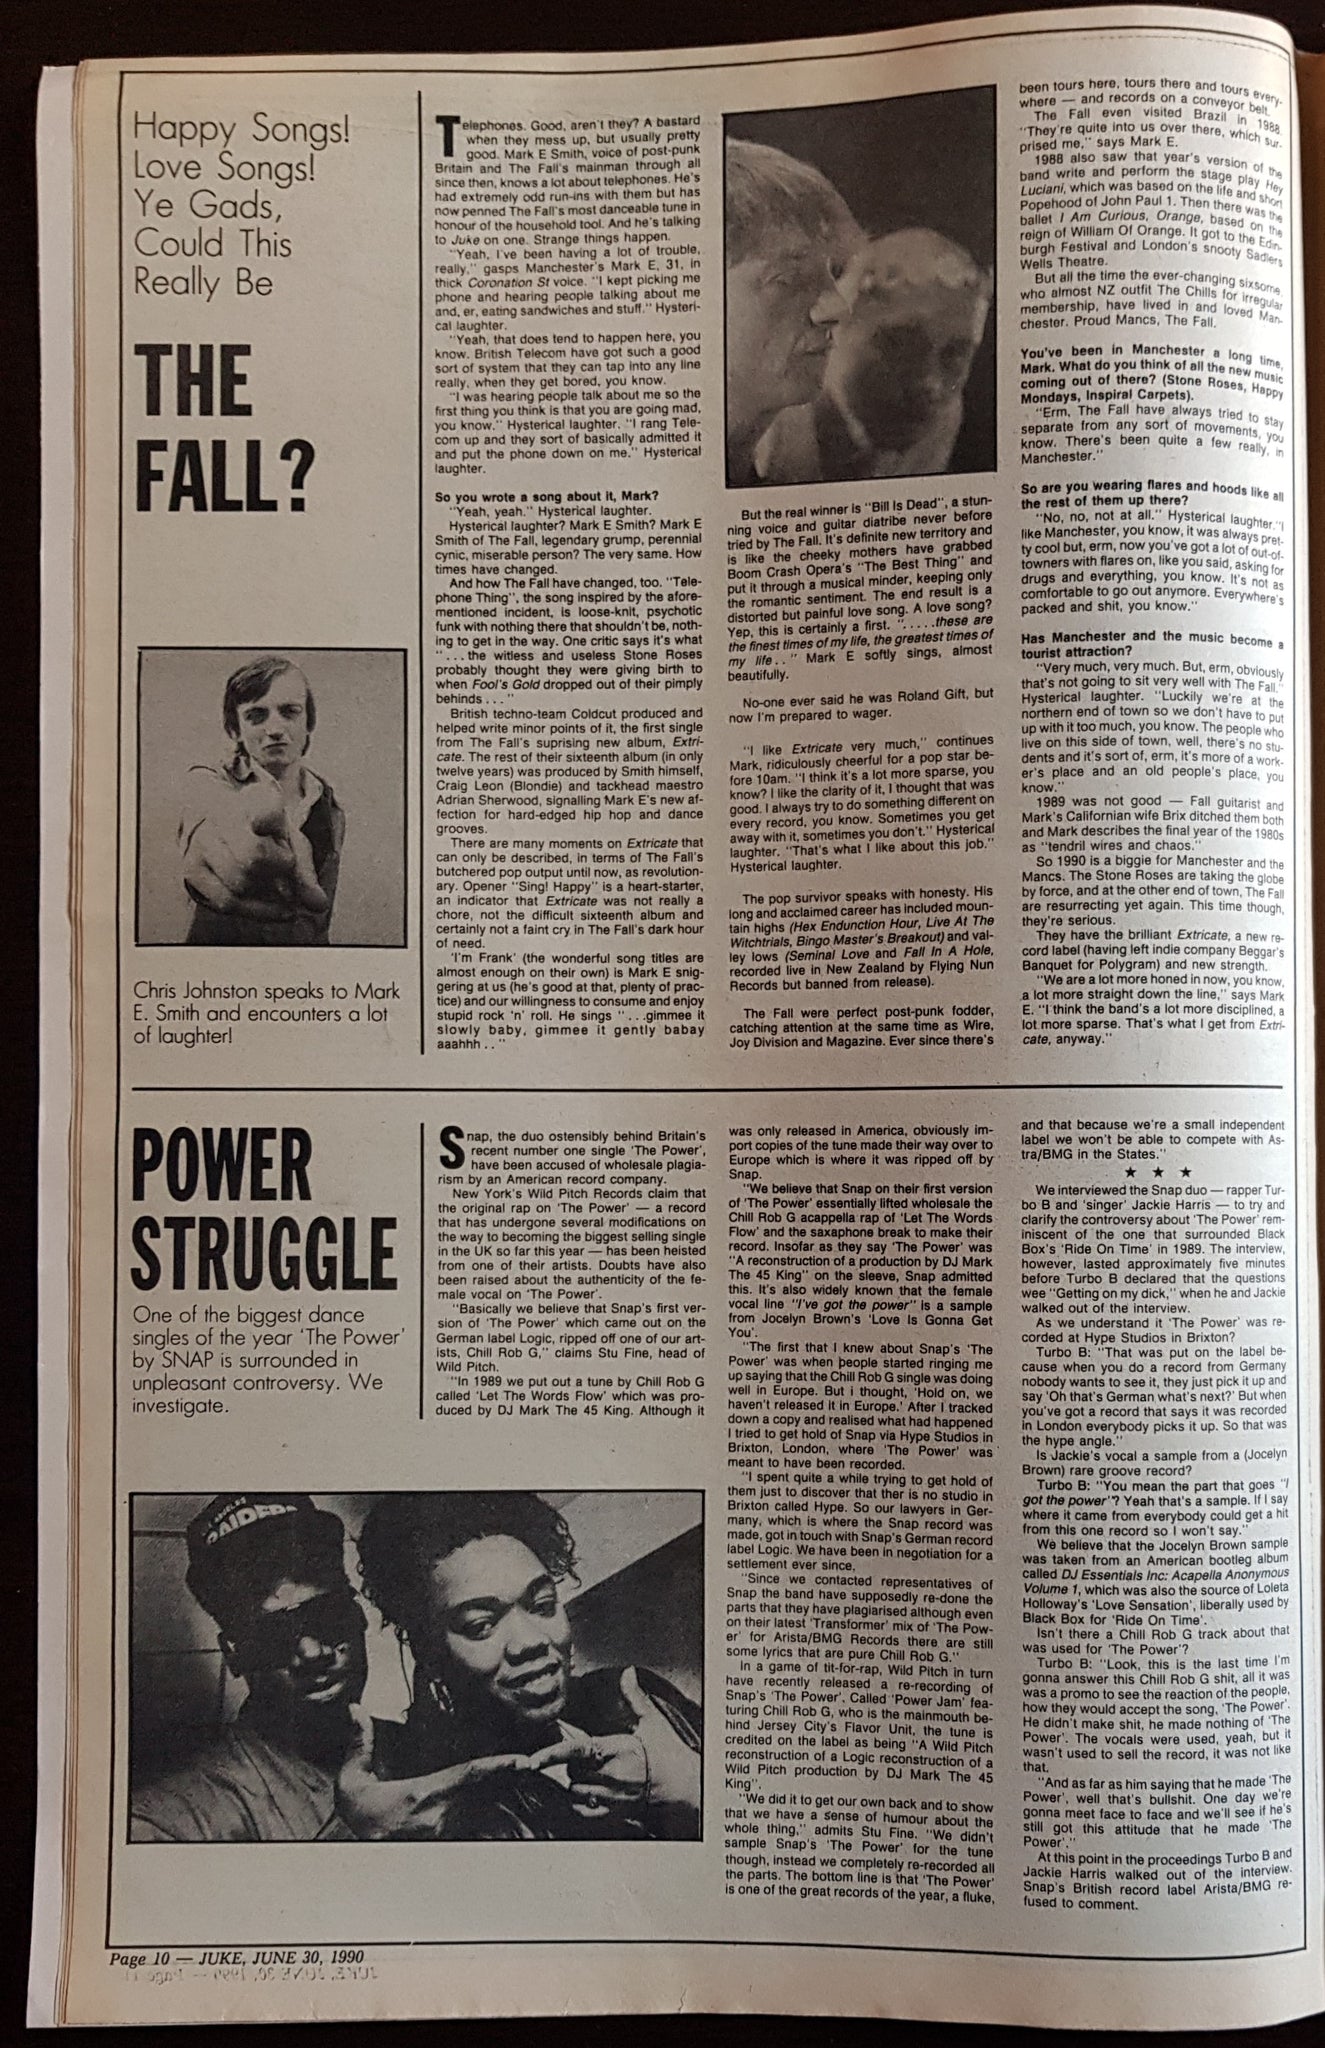 Happy Songs!
Love Songs!
Ye Gads,
Could This
Really Be
THE
FALL?
Chris Johnston speaks to Mark
E. Smith and encounters a lot
of laughter!
Telephones. Good, aren't they? A bastard
when they mess up, but usually pretty
good. Mark E Smith, voice of post-punk
Britain and The Fall's mainman through all
since then, knows a lot about telephones. He's
had extremely odd run-ins with them but has
now penned The Fall's most danceable tune in
honour of the household tool. And he's talking
to Juke on one. Strange things happen.
"Yeah, I've been having a lot of trouble,
really," gasps Manchester's Mark E, 31, in
thick Coronation St voice. "I kept picking me
phone and hearing people talking about me
and, er, eating sandwiches and stuff." Hysteri-
cal laughter.
"Yeah, that does tend to happen here, you
know. British Telecom have got such a good
sort of system that they can tap into any line
really, when they get bored, you know.
"I was hearing people talk about me so the
first thing you think is that you are going mad,
you know." Hysterical laughter. "I rang Tele-
com up and they sort of basically admitted it
and put the phone down on me." Hysterical
laughter.
So you wrote a song about it, Mark?
"Yeah, yeah." Hysterical laughter.
Hysterical laughter? Mark E Smith? Mark E
Smith of The Fall, legendary grump, perennial
cynic, miserable person? The very same. How
times have changed.
And how The Fall have changed, too. "Tele-
phone Thing", the song inspired by the afore-
mentioned incident, is loose-knit, psychotic
funk with nothing there that shouldn't be, noth-
ing to get in the way. One critic says it's what
". . . the witless and useless Stone Roses
probably thought they were giving birth to
when Fool's Gold dropped out of their pimply
behinds . . ."
British techno-team Coldcut produced and
helped write minor points of it, the first single
from The Fall's suprising new album, Extri-
cate. The rest of their sixteenth album (in only
twelve years) was produced by Smith himself,
Craig Leon (Blondie) and tackhead maestro
Adrian Sherwood, signalling Mark E's new af-
fection for hard-edged hip hop and dance
grooves.
There are many moments on Extricate that
can only be described, in terms of The Fall's
butchered pop output until now, as revolution-
ary. Opener "Sing! Happy" is a heart-starter,
an indicator that Extricate was not really a
chore, not the difficult sixteenth album and
certainly not a faint cry in The Fall's dark hour
of need.
'I'm Frank' (the wonderful song titles are
almost enough on their own) is Mark E snig-
gering at us (he's good at that, plenty of prac-
tice) and our willingness to consume and enjoy
stupid rock 'n' roll. He sings ". . .gimmee it
slowly baby, gimmee it gently babay
aaahhh . ."
But the real winner is "Bill Is Dead", a stun-
ning voice and guitar diatribe never before
tried by The Fall. It's definite new territory and
is like the cheeky mothers have grabbed
Boom Crash Opera's "The Best Thing" and
put it through a musical minder, keeping only
the romantic sentiment. The end result is a
distorted but painful love song. A love song?
Yep, this is certainly a first. ". . . . .these are
the finest times of my life, the greatest times of
my life . ." Mark E softly sings, almost
beautifully.
No-one ever said he was Roland Gift, but
now I'm prepared to wager.
"I like Extricate very much," continues
Mark, ridiculously cheerful for a pop star be-
fore 10am. "I think it's a lot more sparse, you
know? I like the clarity of it, I thought that was
good. I always try to do something different on
every record, you know. Sometimes you get
away with it, sometimes you don't." Hysterical
laughter. "That's what I like about this job."
Hysterical laughter.
The pop survivor speaks with honesty. His
long and acclaimed career has included moun-
tain highs (Hex Enduction Hour, Live At The
Witchtrials, Bingo Master's Breakout) and val-
ley lows (Seminal Love and Fall In A Hole,
recorded live in New Zealand by Flying Nun
Records but banned from release).
The Fall were perfect post-punk fodder,
catching attention at the same time as Wire,
Joy Division and Magazine. Ever since there's
been tours here, tours there and tours every-
where — and records on a conveyor belt.
The Fall even visited Brazil in 1988.
"They're quite into us over there, which sur-
prised me," says Mark E.
1988 also saw that year's version of the
band write and perform the stage play Hey
Luciani, which was based on the life and short
Popehood of John Paul 1. Then there was the
ballet I Am Curious, Orange, based on the
reign of William Of Orange. It got to the Edin-
burgh Festival and London's snooty Sadlers
Wells Theatre.
But all the time the ever-changing sixsome,
who almost NZ outfit The Chills for irregular
membership, have lived in and loved Man-
chester. Proud Mancs, The Fall.
You've been in Manchester a long time,
Mark. What do you think of all the new music
coming out of there? (Stone Roses, Happy
Mondays, Inspiral Carpets).
"Erm, The Fall have always tried to stay
separate from any sort of movements, you
know. There's been quite a few really, in
Manchester."
So are you wearing flares and hoods like all
the rest of them up there?
"No, no, not at all." Hysterical laughter."I
like Manchester, you know, it was always pret-
ty cool but, erm, now you've got a lot of out-of-
towners with flares on, like you said, asking for
drugs and everything, you know. It's not as
comfortable to go out anymore. Everywhere's
packed and shit, you know."
Has Manchester and the music become a
tourist attraction?
"Very much, very much. But, erm, obviously
that's not going to sit very well with The Fall."
Hysterical laughter. "Luckily we're at the
northern end of town so we don't have to put
up with it too much, you know. The people who
live on this side of town, well, there's no stu-
dents and it's sort of, erm, it's more of a work-
er's place and an old people's place, you
know."
1989 was not good — Fall guitarist and
Mark's Californian wife Brix ditched them both
and Mark describes the final year of the 1980s
as "tendril wires and chaos."
So 1990 is a biggie for Manchester and the
Mancs. The Stone Roses are taking the globe
by force, and at the other end of town, The Fall
are resurrecting yet again. This time though,
they're serious.
They have the brilliant Extricate, a new re-
cord label (having left indie company Beggar's
Banquet for Polygram) and new strength.
"We are a lot more honed in now, you know,
a lot more straight down the line," says Mark
E. "I think the band's a lot more disciplined, a
lot more sparse. That's what I get from Extri-
cate, anyway."
POWER
STRUGGLE
One of the biggest dance
singles of the year 'The Power'
by SNAP is surrounded in
unpleasant controversy. We
investigate.
Snap, the duo ostensibly behind Britain's
recent number one single 'The Power',
have been accused of wholesale plagia-
rism by an American record company.
New York's Wild Pitch Records claim that
the original rap on 'The Power' — a record
that has undergone several modifications on
the way to becoming the biggest selling single
in the UK so far this year — has been heisted
from one of their artists. Doubts have also
been raised about the authenticity of the fe-
male vocal on 'The Power'.
"Basically we believe that Snap's first ver-
sion of 'The Power' which came out on the
German label Logic, ripped off one of our art-
ists, Chill Rob G," claims Stu Fine, head of
Wild Pitch.
"In 1989 we put out a tune by Chill Rob G
called 'Let The Words Flow' which was pro-
duced by DJ Mark The 45 King. Although it
RAIDERS
was only released in America, obviously im-
port copies of the tune made their way over to
Europe which is where it was ripped off by
Snap.
"We believe that Snap on their first version
of 'The Power' essentially lifted wholesale the
Chill Rob G acappella rap of 'Let The Words
Flow' and the saxaphone break to make their
record. Insofar as they say 'The Power' was
"A reconstruction of a production by DJ Mark
The 45 King" on the sleeve, Snap admitted
this. It's also widely known that the female
vocal line "I've got the power" is a sample
from Jocelyn Brown's 'Love Is Gonna Get
You'.
"The first that I knew about Snap's 'The
Power' was when people started ringing me
up saying that the Chill Rob G single was doing
well in Europe. But i thought, 'Hold on, we
haven't released it in Europe.' After I tracked
down a copy and realised what had happened
I tried to get hold of Snap via Hype Studios in
Brixton, London, where 'The Power' was
meant to have been recorded.
"I spent quite a while trying to get hold of
them just to discover that ther is no studio in
Brixton called Hype. So our lawyers in Ger-
many, which is where the Snap record was
made, got in touch with Snap's German record
label Logic. We have been in negotiation for a
settlement ever since,
"Since we contacted representatives of
Snap the band have supposedly re-done the
parts that they have plagiarised although even
on their latest 'Transformer' mix of 'The Pow-
er' for Arista/BMG Records there are still
some lyrics that are pure Chill Rob G."
In a game of tit-for-rap, Wild Pitch in turn
have recently released a re-recording of
Snap's 'The Power'. Called 'Power Jam' fea-
turing Chill Rob G, who is the mainmouth be-
hind Jersey City's Flavor Unit, the tune is
credited on the label as being "A Wild Pitch
reconstruction of a Logic reconstruction of a
Wild Pitch production by DJ Mark The 45
King".
"We did it to get our own back and to show
that we have a sense of humour about the
whole thing," admits Stu Fine. "We didn't
sample Snap's 'The Power' for the tune
though, instead we completely re-recorded all
the parts. The bottom line is that 'The Power'
is one of the great records of the year, a fluke,
and that because we're a small independent
label we won't be able to compete with As-
tra/BMG in the States."
★ ★ ★
We interviewed the Snap duo — rapper Tur-
bo B and 'singer' Jackie Harris — to try and
clarify the controversy about 'The Power' rem-
iniscent of the one that surrounded Black
Box's 'Ride On Time' in 1989. The interview,
however, lasted approximately five minutes
before Turbo B declared that the questions
wee "Getting on my dick," when he and Jackie
walked out of the interview.
As we understand it 'The Power' was re-
corded at Hype Studios in Brixton?
Turbo B: "That was put on the label be-
cause when you do a record from Germany
nobody wants to see it, they just pick it up and
say 'Oh that's German what's next?' But when
you've got a record that says it was recorded
in London everybody picks it up. So that was
the hype angle."
Is Jackie's vocal a sample from a (Jocelyn
Brown) rare groove record?
Turbo B: "You mean the part that goes "I
got the power'? Yeah that's a sample. If I say
where it came from everybody could get a hit
from this one record so I won't say."
We believe that the Jocelyn Brown sample
was taken from an American bootleg album
called DJ Essentials Inc: Acapella Anonymous
Volume 1, which was also the source of Loleta
Holloway's 'Love Sensation', liberally used by
Black Box for 'Ride On Time'.
Isn't there a Chill Rob G track about that
was used for 'The Power'?
Turbo B: "Look, this is the last time I'm
gonna answer this Chill Rob G shit, all it was
was a promo to see the reaction of the people,
how they would accept the song, 'The Power'.
He didn't make shit, he made nothing of 'The
Power'. The vocals were used, yeah, but it
wasn't used to sell the record, it was not like
that.
"And as far as him saying that he made 'The
Power', well that's bullshit. One day we're
gonna meet face to face and we'll see if he's
still got this attitude that he made 'The
Power'."
At this point in the proceedings Turbo B and
Jackie Harris walked out of the interview.
Snap's British record label Arista/BMG re-
fused to comment.
Page 10 — JUKE, JUNE 30, 1990